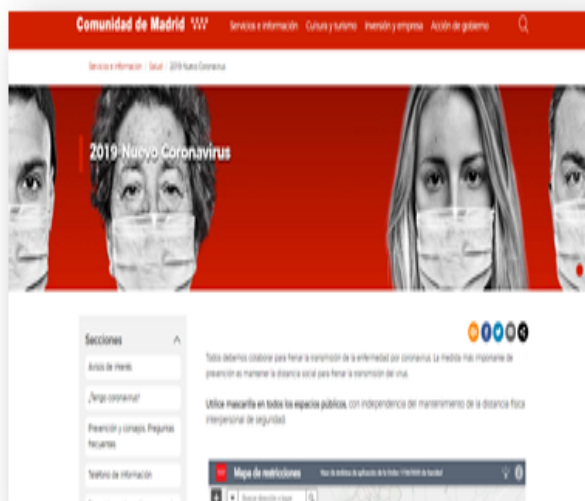 Comunidad de Madrid
Servicios e información Cultura y turismo Inversión y empresa Acción de gobierno
Servicios e información / Salud / 2019 Nuevo Coronavirus
2019 Nuevo Coronavirus
Secciones
Avisos de interés
¿Tengo coronavirus?
Prevención y consejos. Preguntas
frecuentes
Teléfono de información
Todos debemos colaborar para frenar la transmisión de la enfermedad por coronavirus. La medida más importante de
prevención es mantener la distancia social para frenar la transmisión del virus.
Utilice mascarilla en todos los espacios públicos, con independencia del mantenimiento de la distancia física
interpersonal de seguridad.
Mapa de restricciones